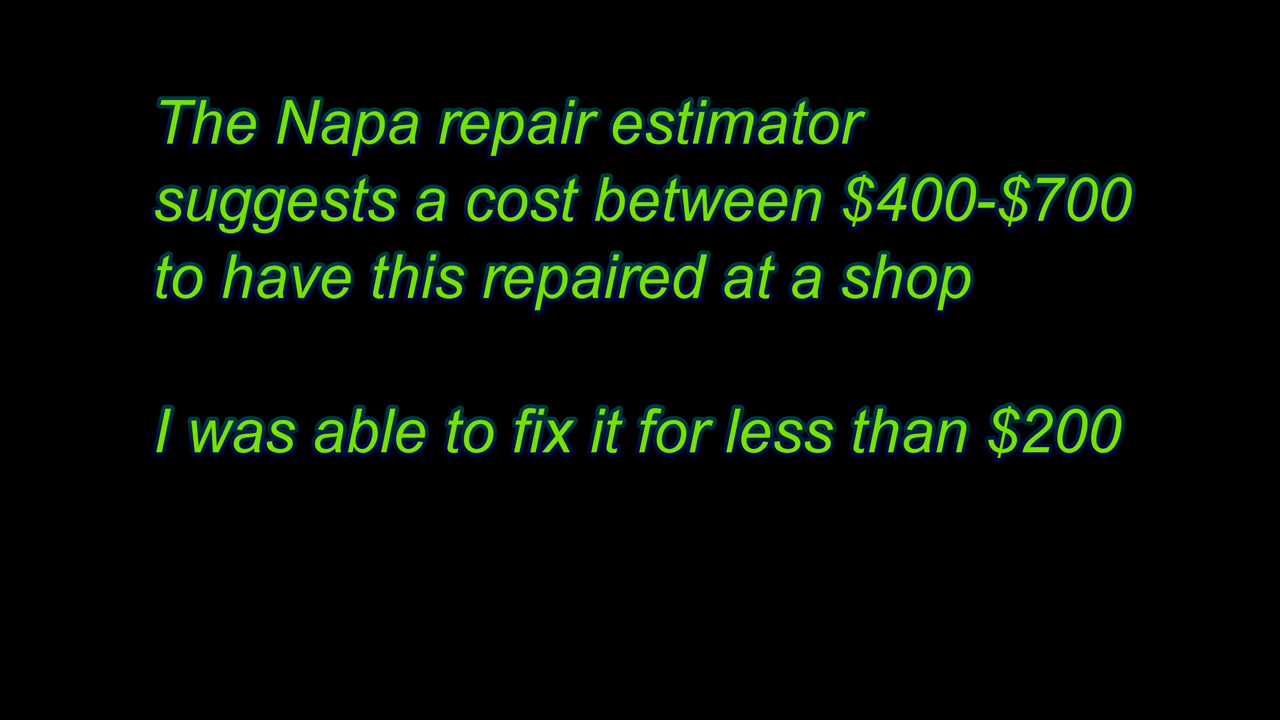 The Napa repair estimator
suggests a cost between $400-$700
to have this repaired at a shop
I was able to fix it for less than $200